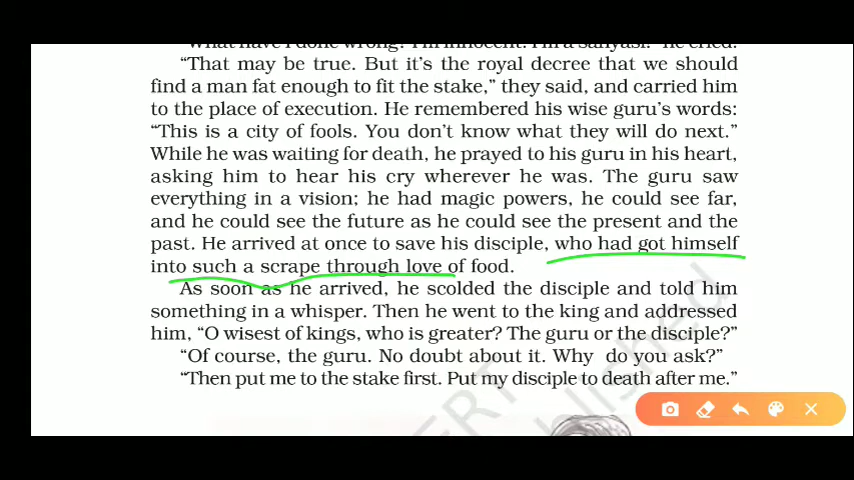 "What have I done wrong? I'm innocent. I'm a sanyasi!" he cried.
"That may be true. But it's the royal decree that we should
find a man fat enough to fit the stake," they said, and carried him
to the place of execution. He remembered his wise guru's words:
"This is a city of fools. You don't know what they will do next."
While he was waiting for death, he prayed to his guru in his heart,
asking him to hear his cry wherever he was. The guru saw
everything in a vision; he had magic powers, he could see far,
and he could see the future as he could see the present and the
past. He arrived at once to save his disciple, who had got himself
into such a scrape through love of food.
As soon as he arrived, he scolded the disciple and told him
something in a whisper. Then he went to the king and addressed
him, "O wisest of kings, who is greater? The guru or the disciple?"
"Of course, the guru. No doubt about it. Why do you ask?"
"Then put me to the stake first. Put my disciple to death after me."